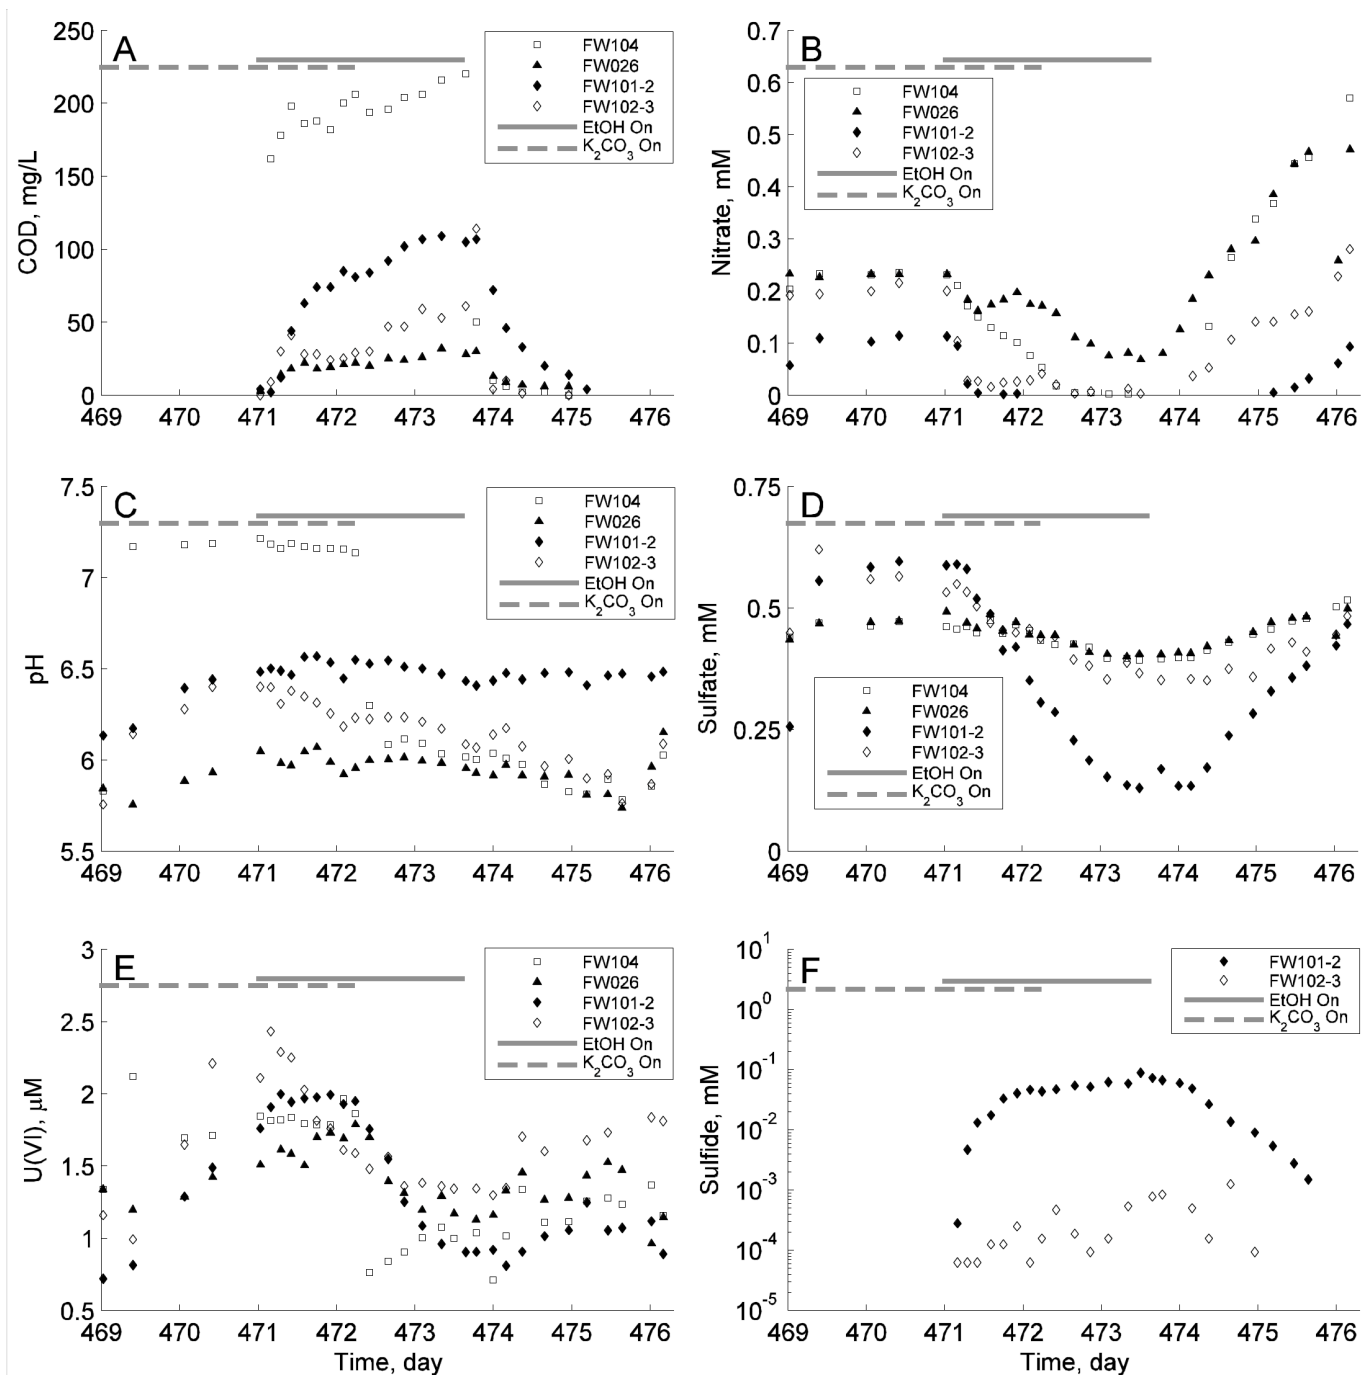 A
250
200
150
100
50
0
COD, mg/L
469 470 471 472 473 474 475 476
FW104
FW026
FW101-2
FW102-3
EtOH On
K₂CO₃ On
B
0.7
0.6
0.5
0.4
0.3
0.2
0.1
0
Nitrate, mM
469 470 471 472 473 474 475 476
FW104
FW026
FW101-2
FW102-3
EtOH On
K₂CO₃ On
C
7.5
7
6.5
6
5.5
pH
469 470 471 472 473 474 475 476
FW104
FW026
FW101-2
FW102-3
EtOH On
K₂CO₃ On
D
0.75
0.5
0.25
0
Sulfate, mM
469 470 471 472 473 474 475 476
FW104
FW026
FW101-2
FW102-3
EtOH On
K₂CO₃ On
E
3
2.5
2
1.5
1
0.5
U(VI), μM
469 470 471 472 473 474 475 476
Time, day
FW104
FW026
FW101-2
FW102-3
EtOH On
K₂CO₃ On
F
10¹
10⁰
10⁻¹
10⁻²
10⁻³
10⁻⁴
10⁻⁵
Sulfide, mM
469 470 471 472 473 474 475 476
Time, day
FW101-2
FW102-3
EtOH On
K₂CO₃ On